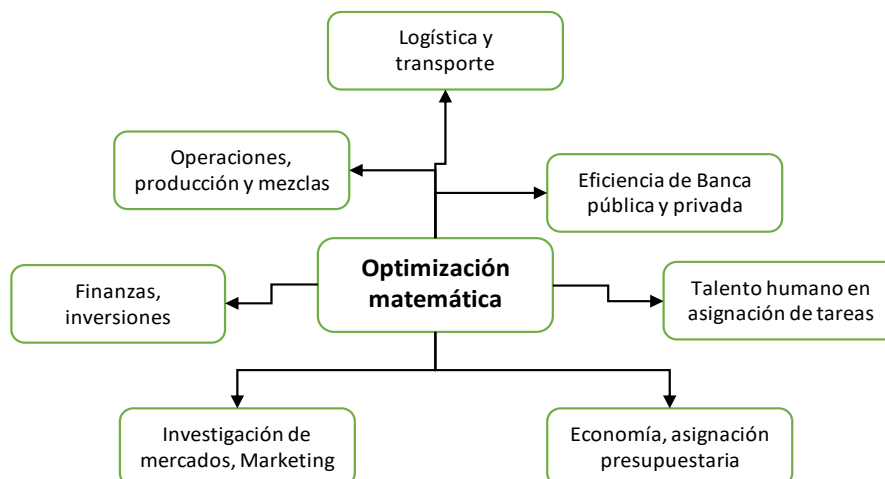 Logística y
transporte
Operaciones,
producción y mezclas
Eficiencia de Banca
pública y privada
Optimización
matemática
Finanzas,
inversiones
Talento humano en
asignación de tareas
Investigación de
mercados, Marketing
Economía, asignación
presupuestaria